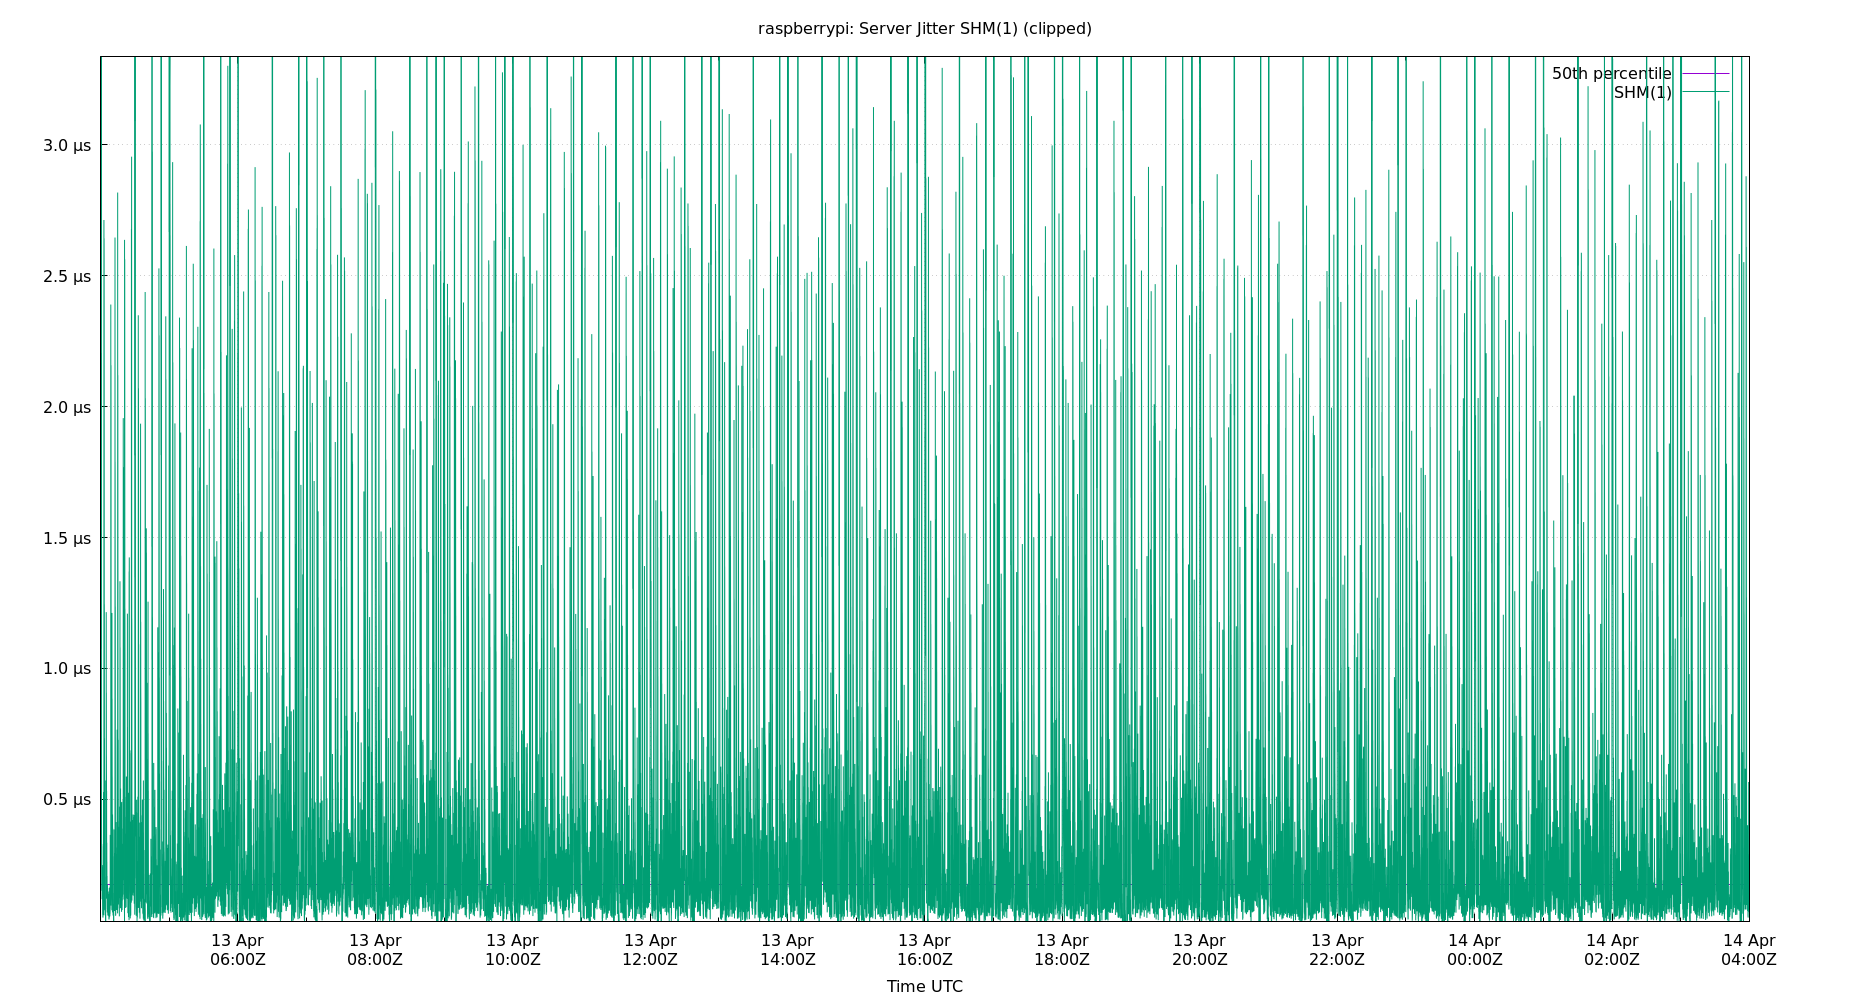 raspberrypi: Server Jitter SHM(1) (clipped)
50th percentile
SHM(1)
3.0 µs
2.5 µs
2.0 µs
1.5 µs
1.0 µs
0.5 µs
13 Apr 13 Apr 13 Apr 13 Apr 13 Apr 13 Apr 13 Apr 13 Apr 13 Apr 14 Apr 14 Apr 14 Apr
06:00Z 08:00Z 10:00Z 12:00Z 14:00Z 16:00Z 18:00Z 20:00Z 22:00Z 00:00Z 02:00Z 04:00Z
Time UTC